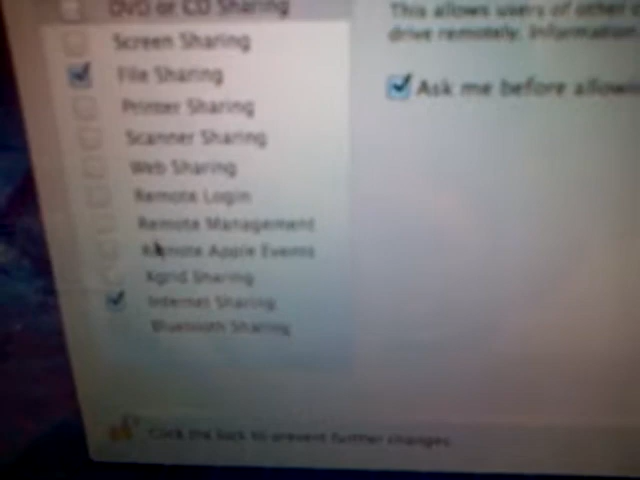 DVD or CD Sharing
Screen Sharing
File Sharing
Printer Sharing
Scanner Sharing
Web Sharing
Remote Login
Remote Management
Remote Apple Events
Xgrid Sharing
Internet Sharing
Bluetooth Sharing
This allows users of other
drive remotely. Information
Ask me before allowin
Click the lock to prevent further changes.